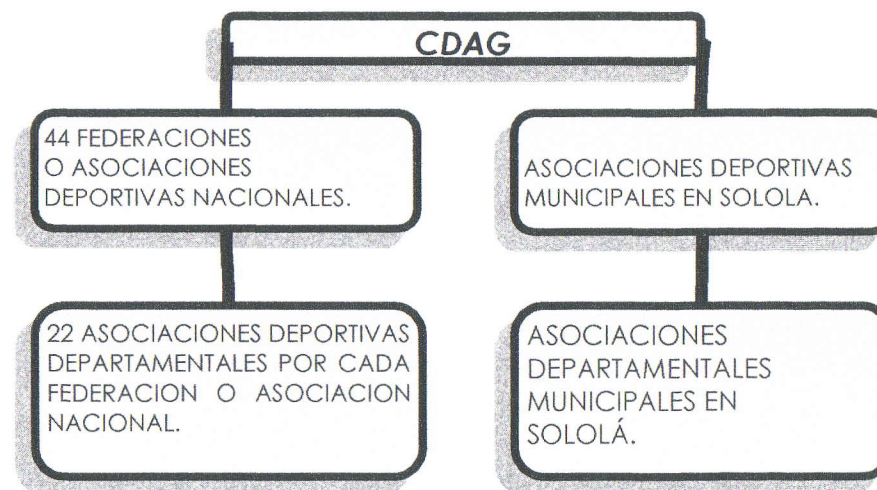 CDAG
44 FEDERACIONES
O ASOCIACIONES
DEPORTIVAS NACIONALES.
ASOCIACIONES DEPORTIVAS
MUNICIPALES EN SOLOLA.
22 ASOCIACIONES DEPORTIVAS
DEPARTAMENTALES POR CADA
FEDERACION O ASOCIACION
NACIONAL.
ASOCIACIONES
DEPARTAMENTALES
MUNICIPALES EN
SOLOLÁ.